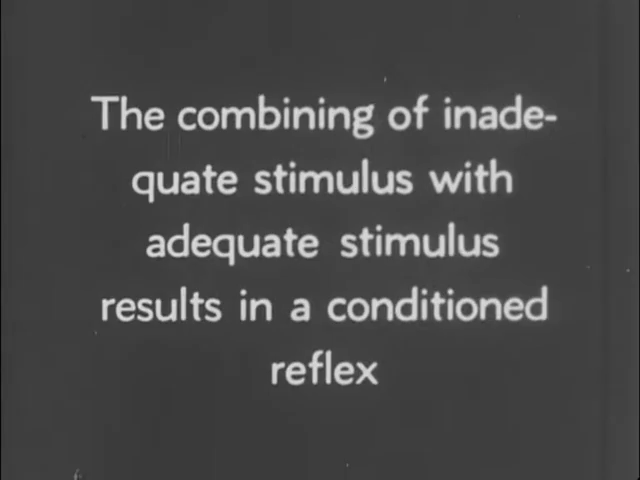 The combining of inade-
quate stimulus with
adequate stimulus
results in a conditioned
reflex